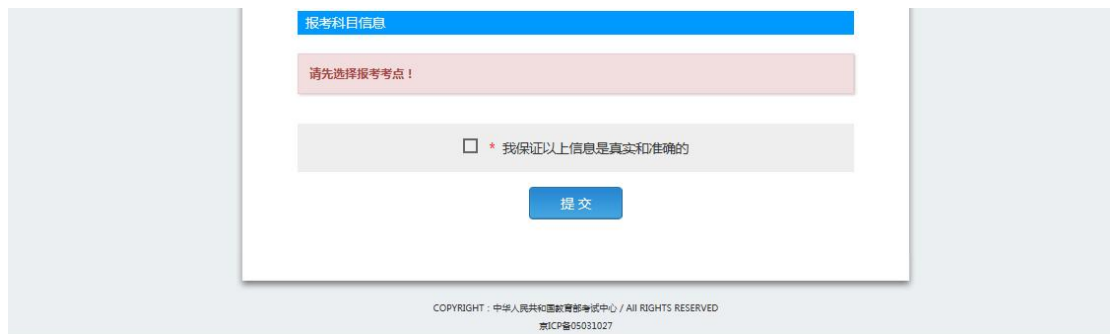 报考科目信息
请先选择报考考点！
* 我保证以上信息是真实和准确的
提交
COPYRIGHT：中华人民共和国教育部考试中心 / All RIGHTS RESERVED
京ICP备05031027